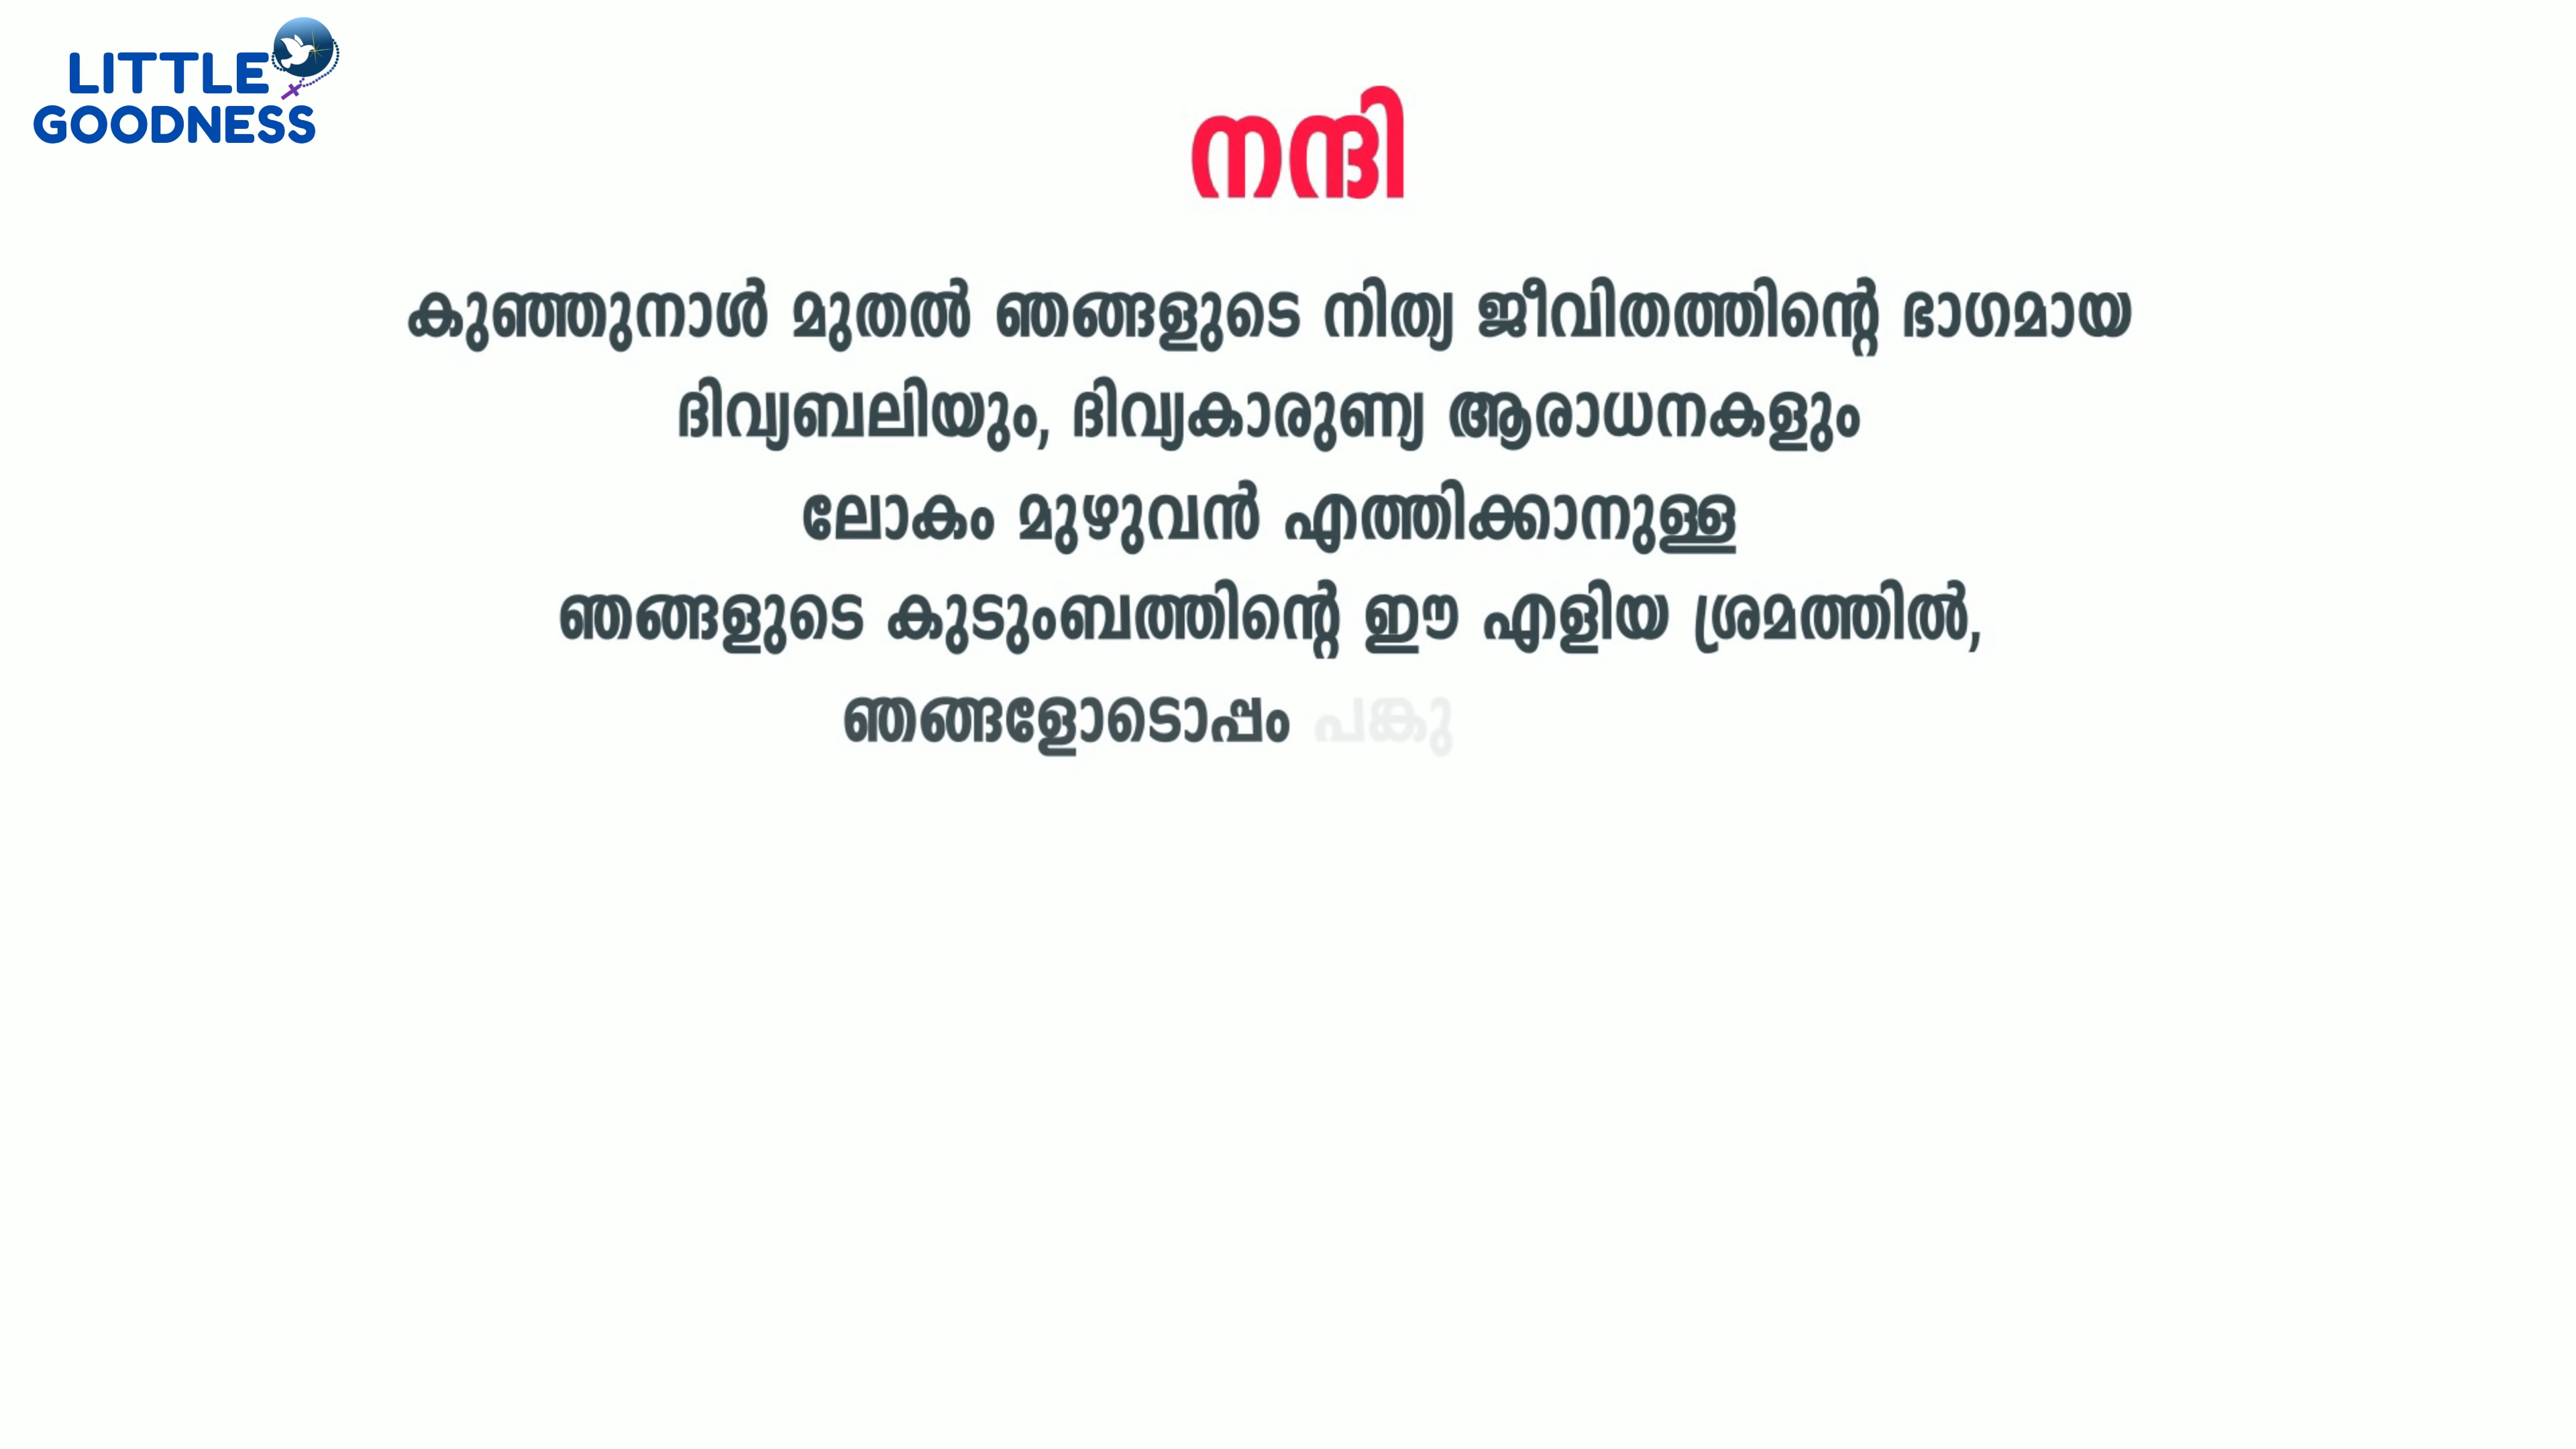 LITTLE
GOODNESS
നന്ദി
കുഞ്ഞുനാൾ മുതൽ ഞങ്ങളുടെ നിത്യ ജീവിതത്തിന്റെ ഭാഗമായ
ദിവ്യബലിയും, ദിവ്യകാരുണ്യ ആരാധനകളും
ലോകം മുഴുവൻ എത്തിക്കാനുള്ള
ഞങ്ങളുടെ കുടുംബത്തിന്റെ ഈ എളിയ ശ്രമത്തിൽ,
ഞങ്ങളോടൊപ്പം പങ്കു